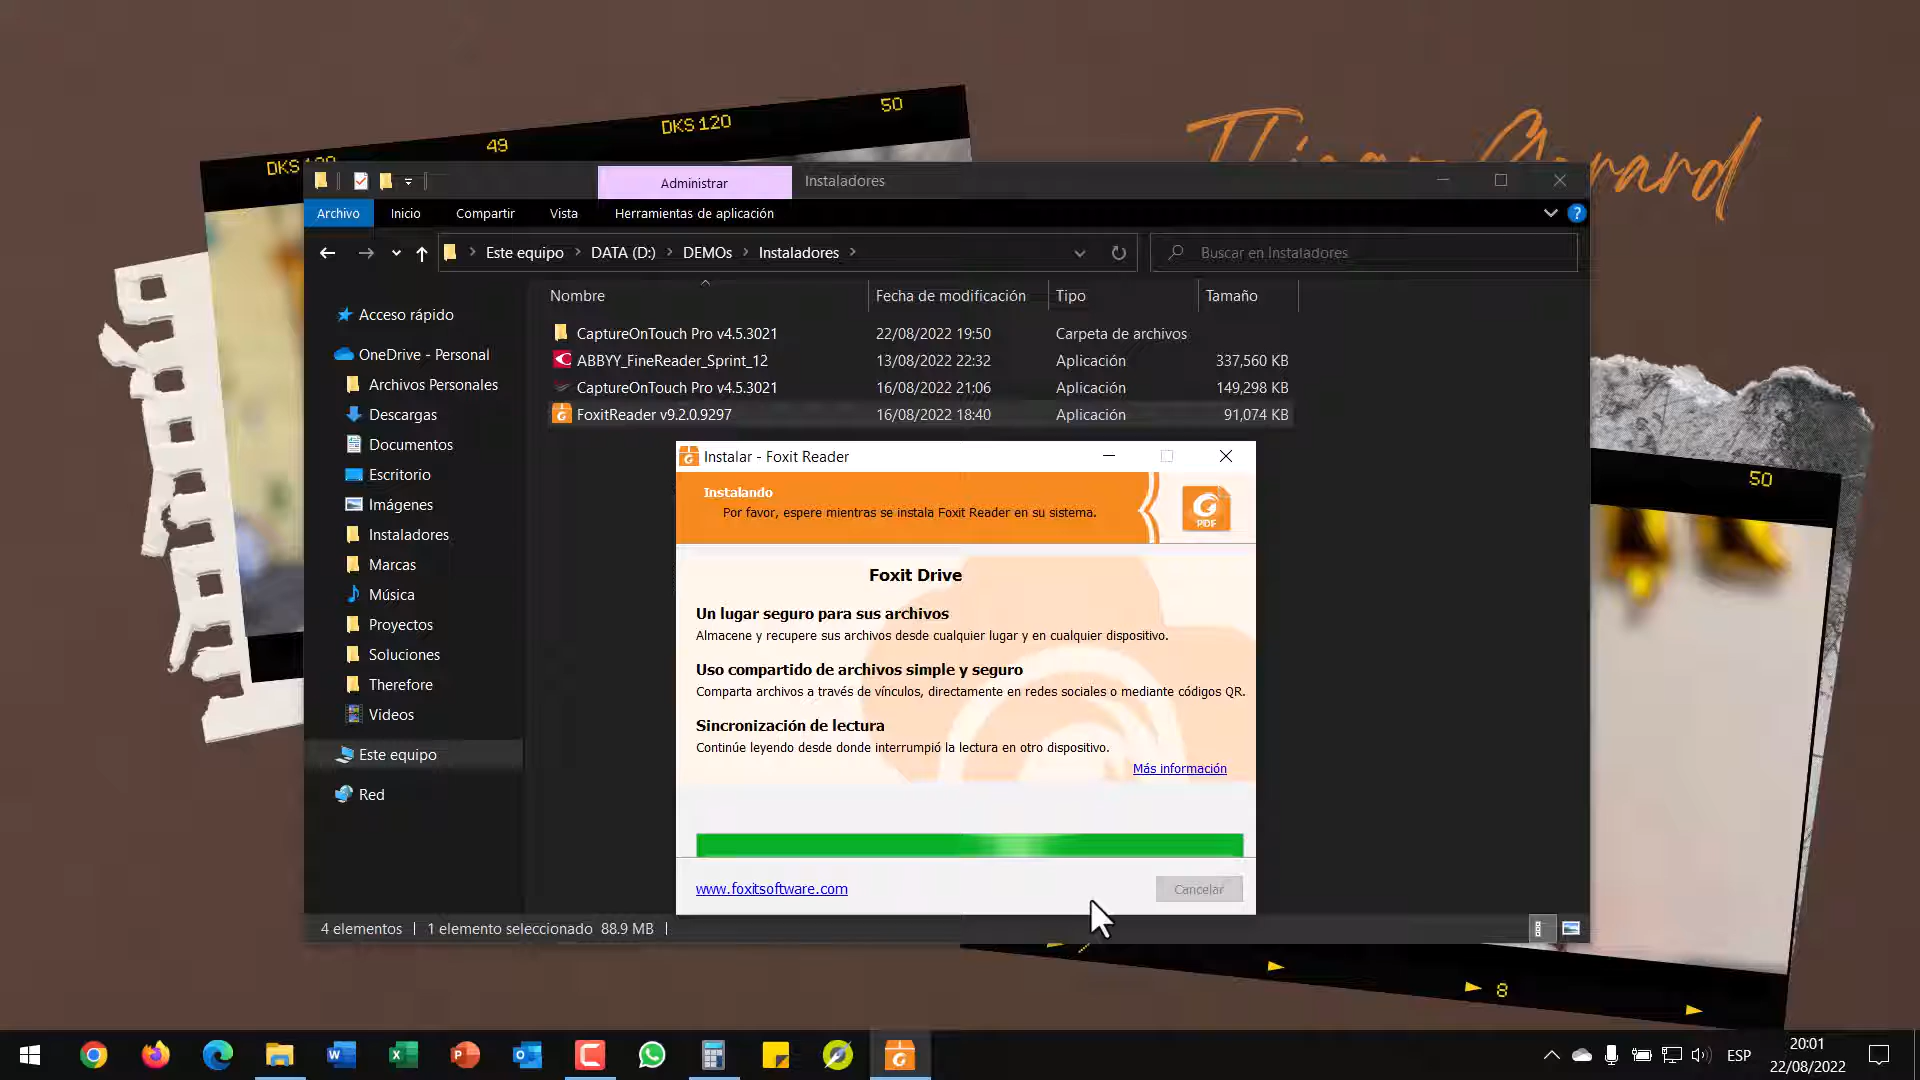 DKS 120
50
49
Administrar
Instaladores
Archivo
Inicio
Compartir
Vista
Herramientas de aplicación
?
Este equipo
DATA (D:)
DEMOs
Instaladores
Buscar en Instaladores
Nombre
Fecha de modificación
Tipo
Tamaño
CaptureOnTouch Pro v4.5.3021 22/08/2022 19:50 Carpeta de archivos
ABBYY_FineReader_Sprint_12 13/08/2022 22:32 Aplicación 337,560 KB
CaptureOnTouch Pro v4.5.3021 16/08/2022 21:06 Aplicación 149,298 KB
FoxitReader v9.2.0.9297 16/08/2022 18:40 Aplicación 91,074 KB
Acceso rápido
OneDrive - Personal
Archivos Personales
Descargas
Documentos
Escritorio
Imágenes
Instaladores
Marcas
Música
Proyectos
Soluciones
Therefore
Videos
Este equipo
Red
Instalar - Foxit Reader
Instalando
Por favor, espere mientras se instala Foxit Reader en su sistema.
PDF
Foxit Drive
Un lugar seguro para sus archivos
Almacene y recupere sus archivos desde cualquier lugar y en cualquier dispositivo.
Uso compartido de archivos simple y seguro
Comparta archivos a través de vínculos, directamente en redes sociales o mediante códigos QR.
Sincronización de lectura
Continúe leyendo desde donde interrumpió la lectura en otro dispositivo.
Más información
www.foxitsoftware.com
Cancelar
4 elementos
1 elemento seleccionado 88.9 MB
50
8
ESP
20:01
22/08/2022